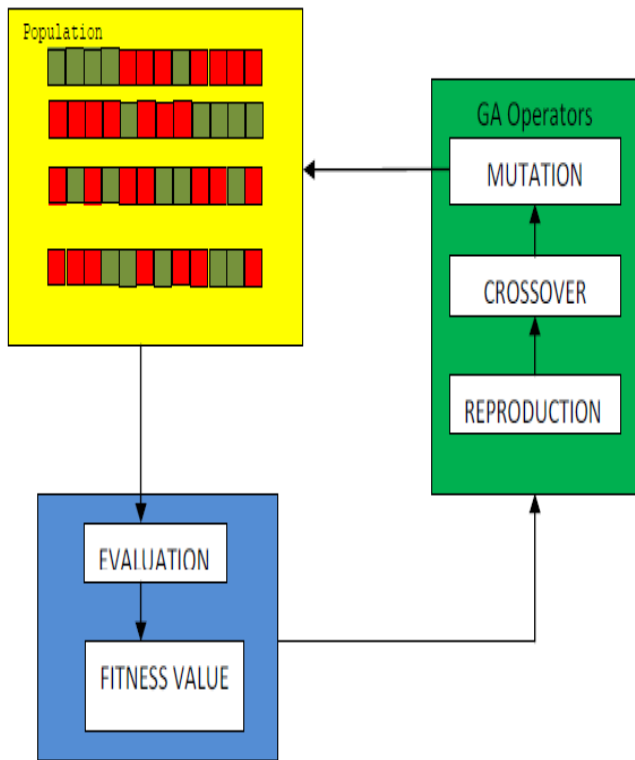 Population
GA Operators
MUTATION
CROSSOVER
REPRODUCTION
EVALUATION
FITNESS VALUE